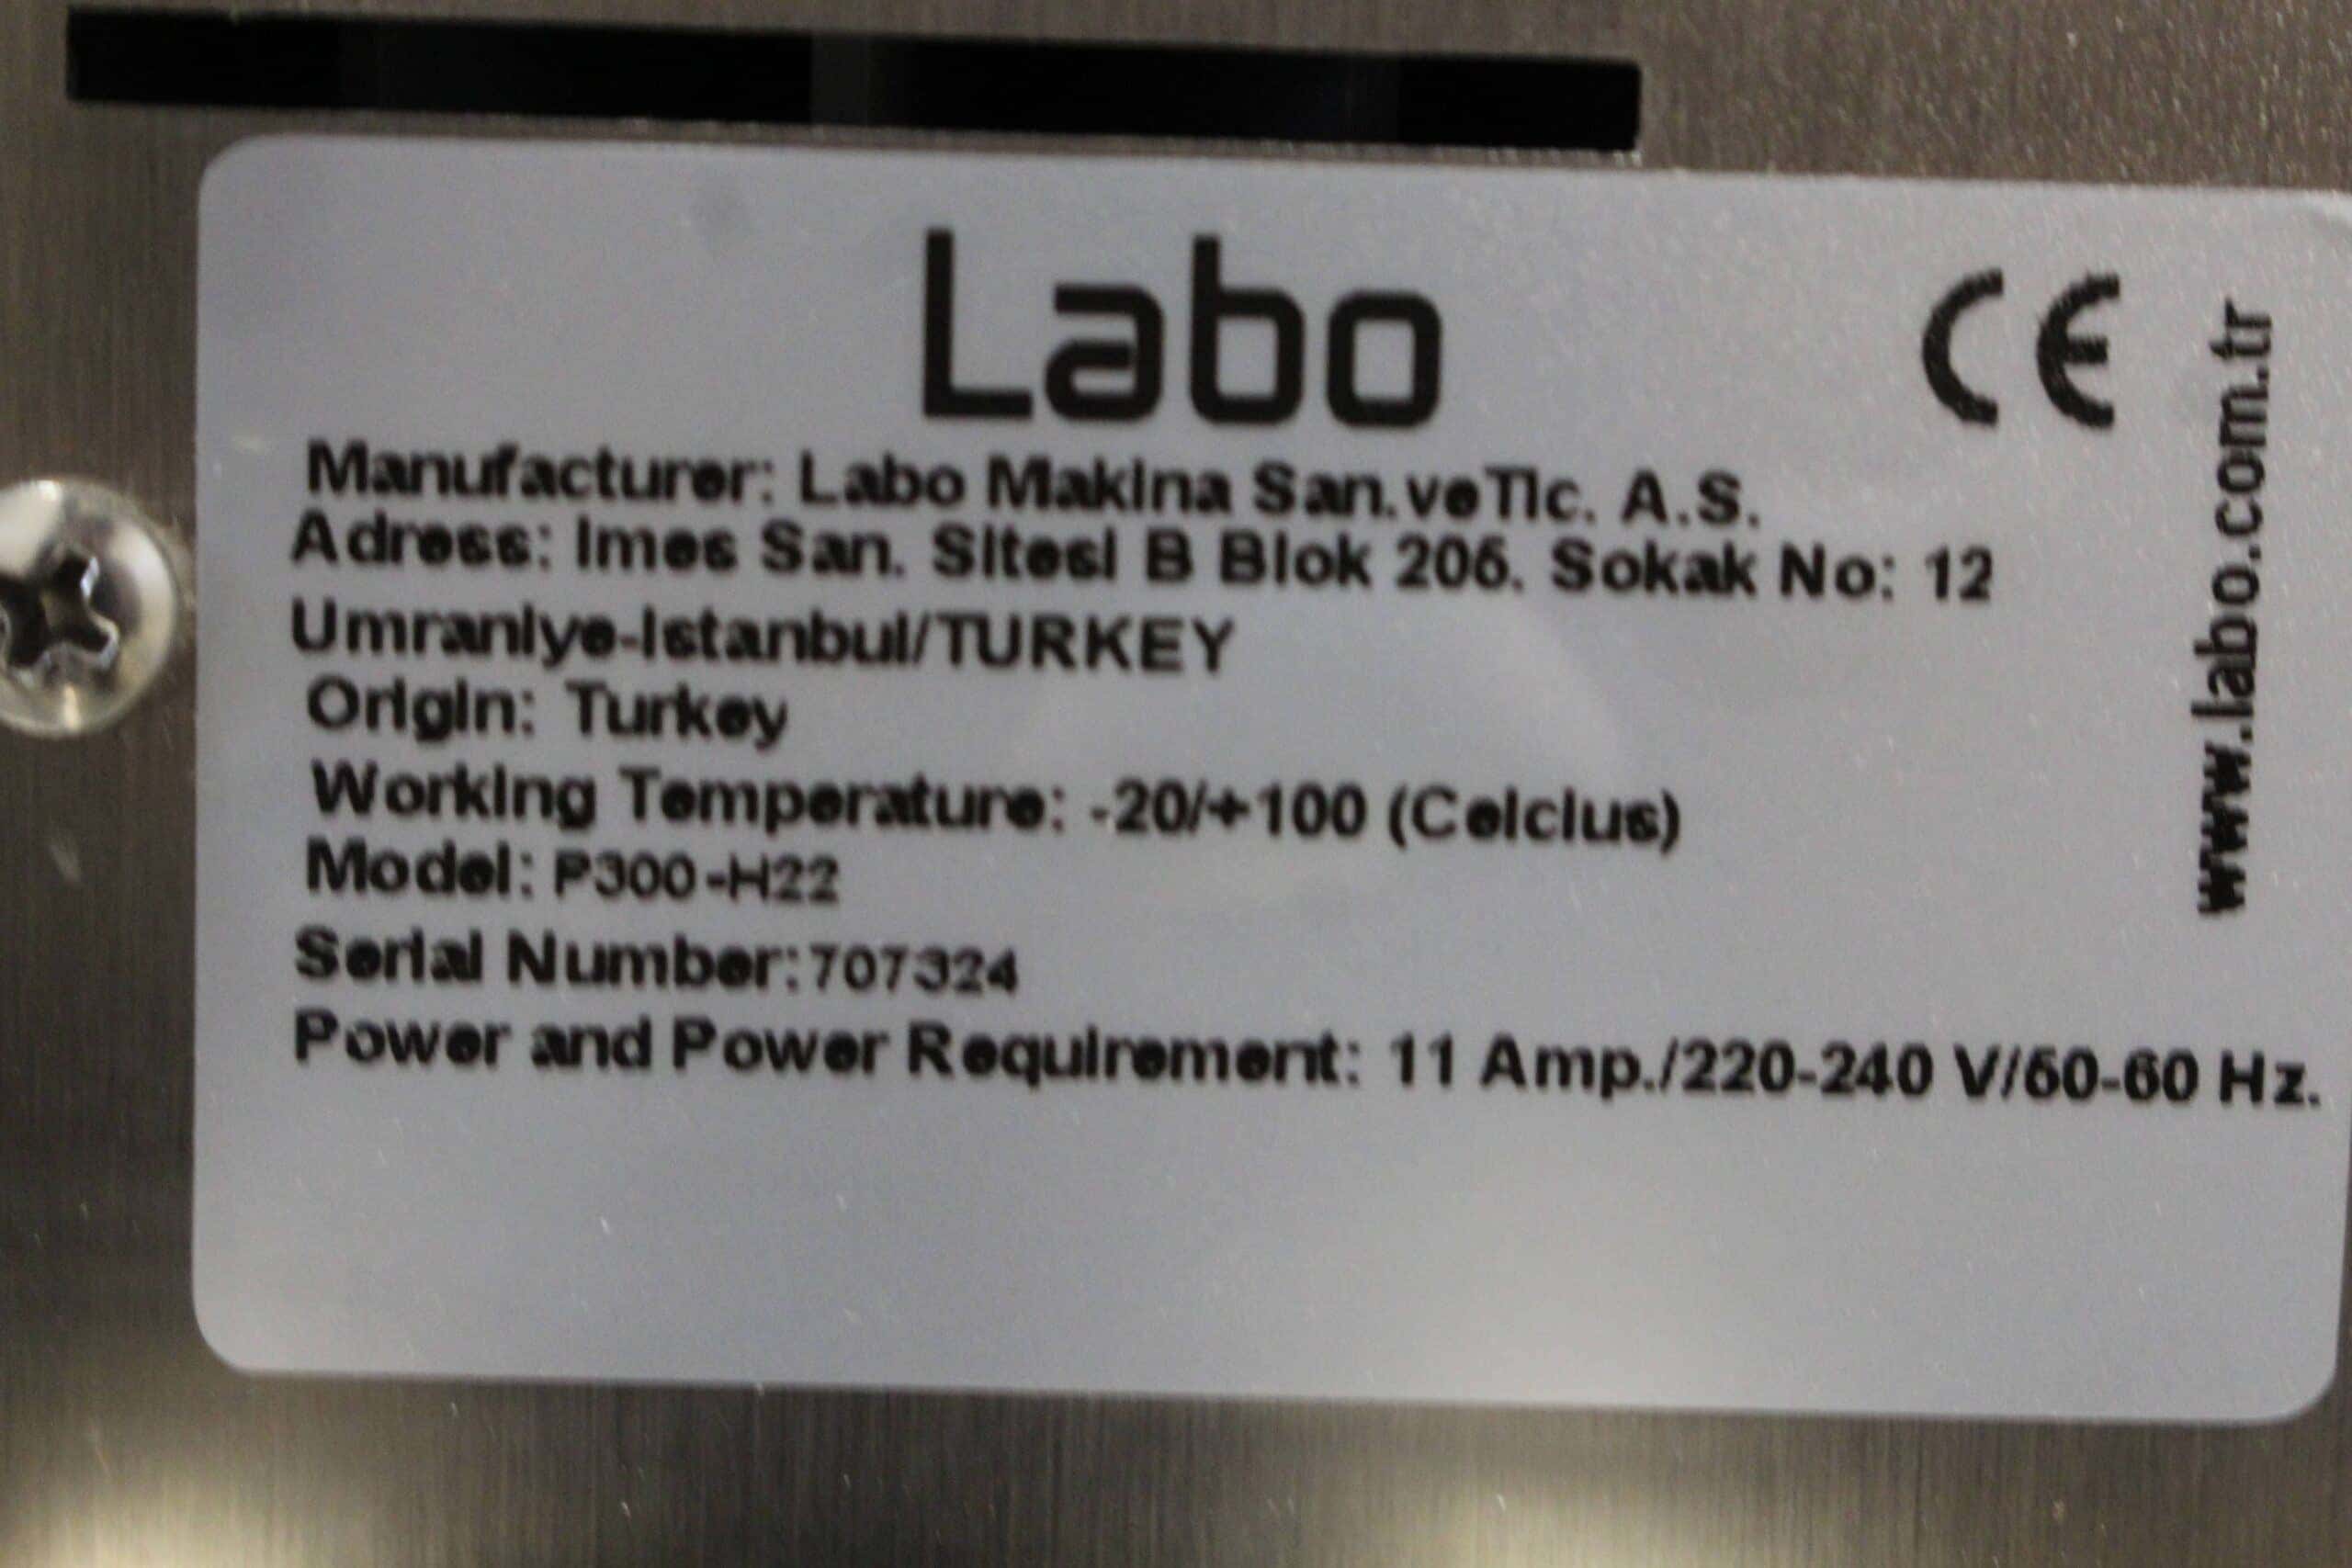 Labo
CE
www.labo.com.tr
Manufacturer: Labo Makina San.veTic. A.S.
Adress: Imes San. Sitesi B Blok 206. Sokak No: 12
Umraniye-Istanbul/TURKEY
Origin: Turkey
Working Temperature: -20/+100 (Celcius)
Model: P300-H22
Serial Number:707324
Power and Power Requirement: 11 Amp./220-240 V/50-60 Hz.